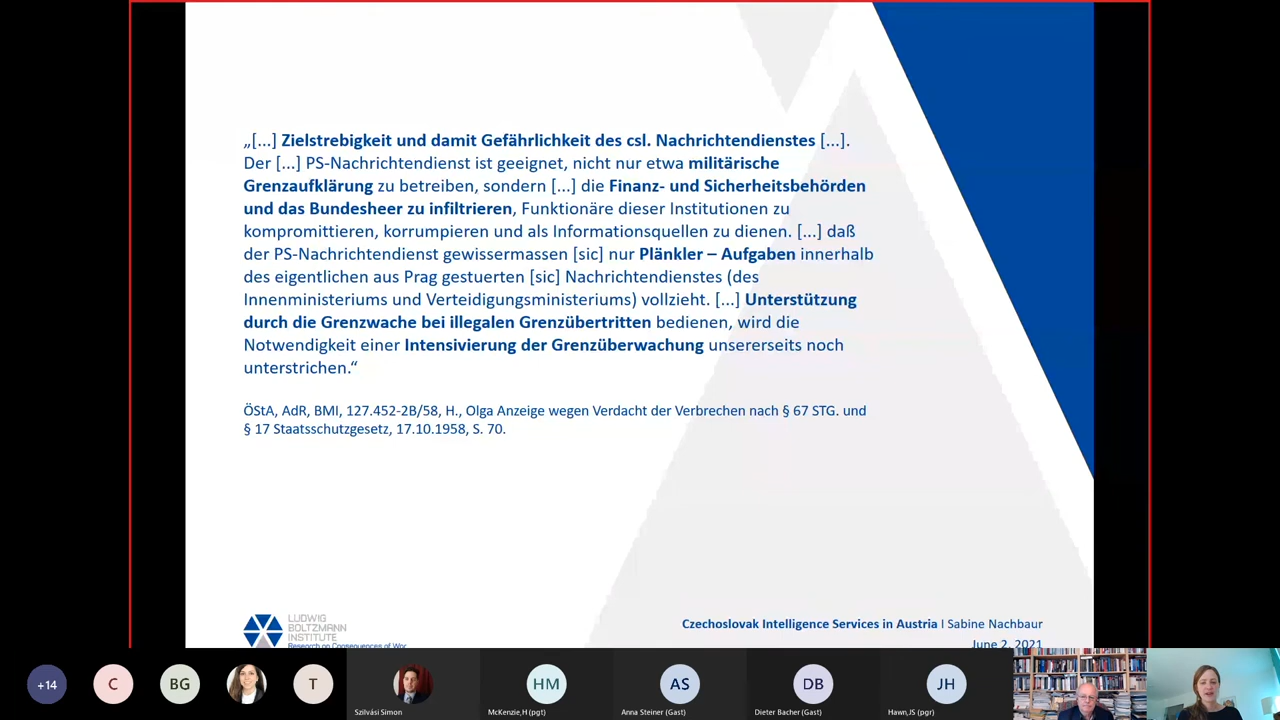 „[...] Zielstrebigkeit und damit Gefährlichkeit des csl. Nachrichtendienstes [...].
Der [...] PS-Nachrichtendienst ist geeignet, nicht nur etwa militärische
Grenzaufklärung zu betreiben, sondern [...] die Finanz- und Sicherheitsbehörden
und das Bundesheer zu infiltrieren, Funktionäre dieser Institutionen zu
kompromittieren, korrumpieren und als Informationsquellen zu dienen. [...] daß
der PS-Nachrichtendienst gewissermassen [sic] nur Plänkler – Aufgaben innerhalb
des eigentlichen aus Prag gestuerten [sic] Nachrichtendienstes (des
Innenministeriums und Verteidigungsministeriums) vollzieht. [...] Unterstützung
durch die Grenzwache bei illegalen Grenzübertritten bedienen, wird die
Notwendigkeit einer Intensivierung der Grenzüberwachung unsererseits noch
unterstrichen.“
ÖStA, AdR, BMI, 127.452-2B/58, H., Olga Anzeige wegen Verdacht der Verbrechen nach § 67 STG. und
§ 17 Staatsschutzgesetz, 17.10.1958, S. 70.
LUDWIG
BOLTZMANN
INSTITUTE
Research on Consequences of War
Czechoslovak Intelligence Services in Austria I Sabine Nachbaur
June 2, 2021
+14
C
BG
T
Szilvási Simon
HM
McKenzie,H (pgt)
AS
Anna Steiner (Gast)
DB
Dieter Bacher (Gast)
JH
Hawn,JS (pgr)